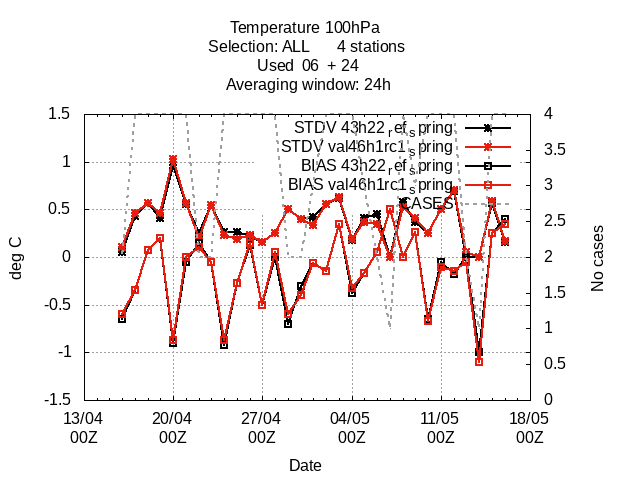 Temperature 100hPa
Selection: ALL 4 stations
Used 06 + 24
Averaging window: 24h
STDV 43h22_ref_spring
STDV val46h1rc1_spring
BIAS 43h22_ref_spring
BIAS val46h1rc1_spring
CASES
deg C
1.5
1
0.5
0
-0.5
-1
-1.5
4
3.5
3
2.5
2
1.5
1
0.5
0
No cases
13/04 20/04 27/04 04/05 11/05 18/05
00Z 00Z 00Z 00Z 00Z 00Z
Date